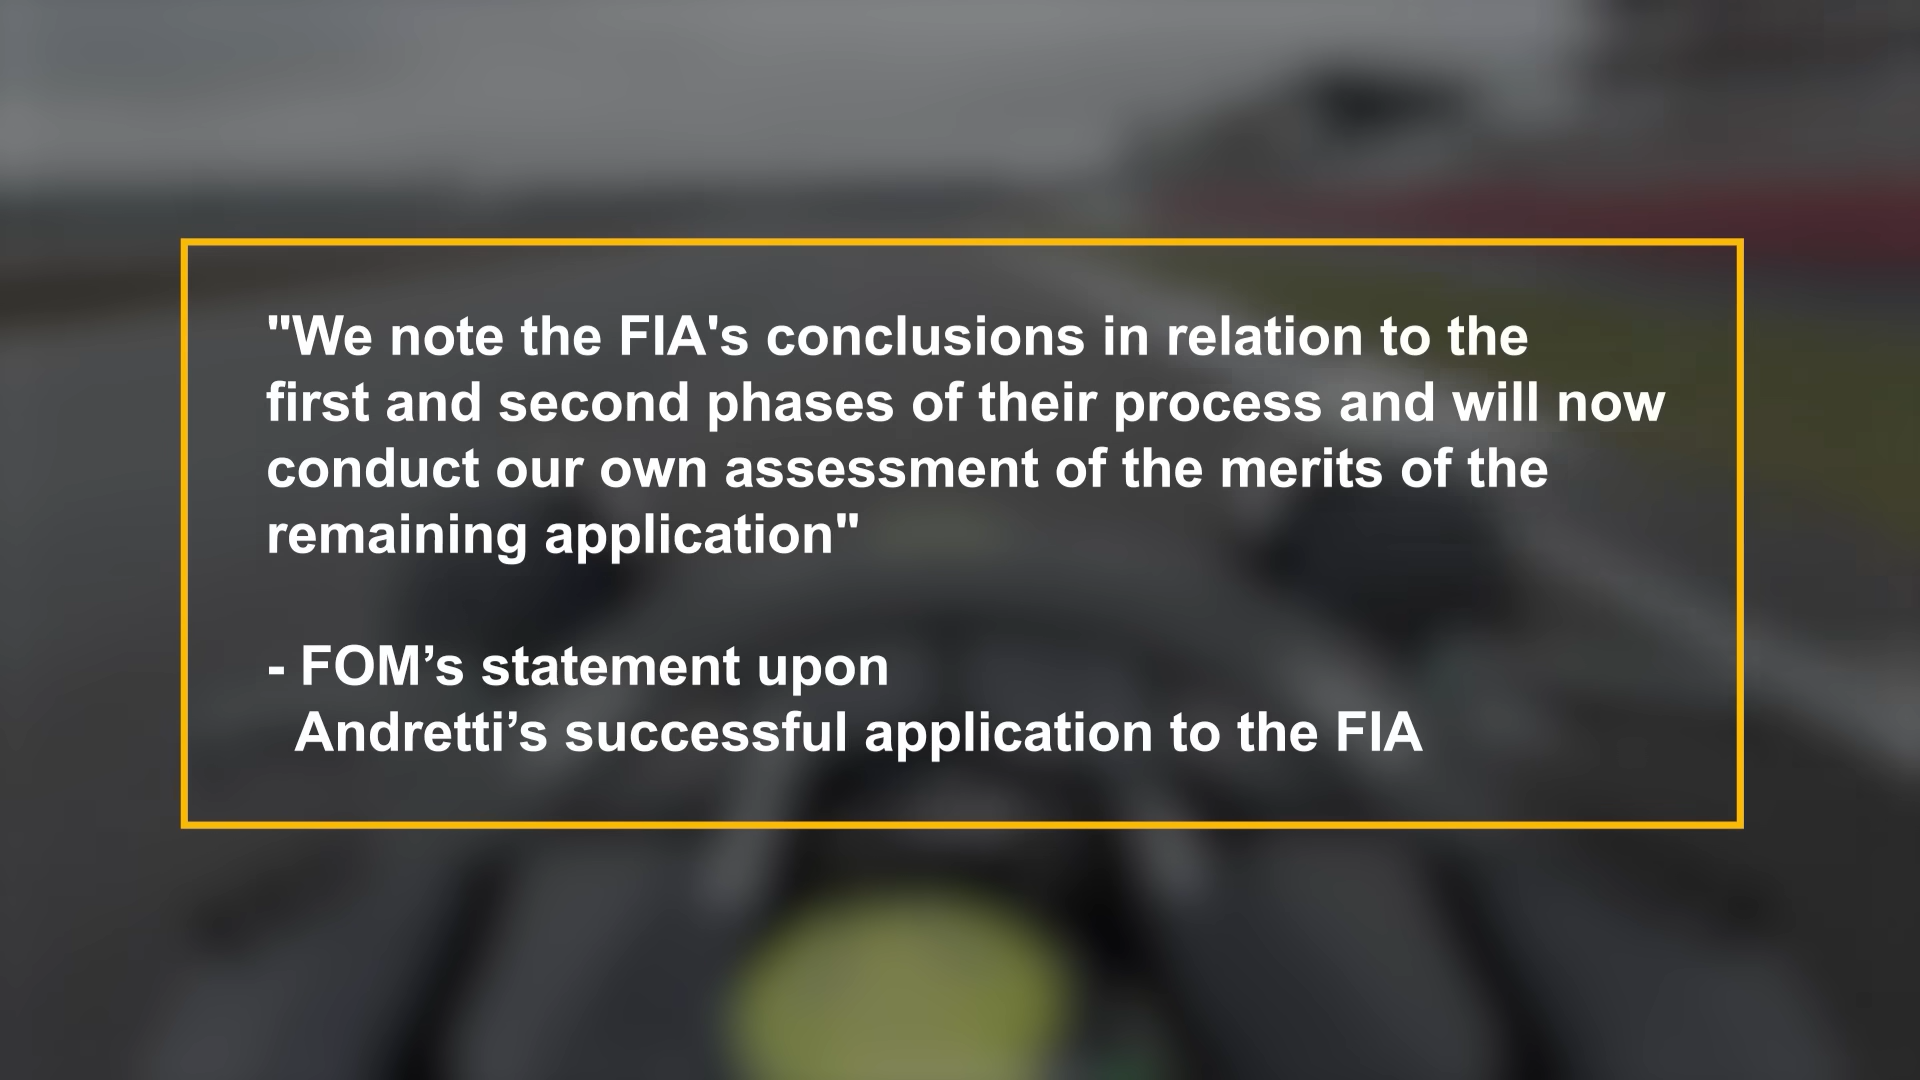 "We note the FIA's conclusions in relation to the
first and second phases of their process and will now
conduct our own assessment of the merits of the
remaining application"
- FOM’s statement upon
Andretti’s successful application to the FIA